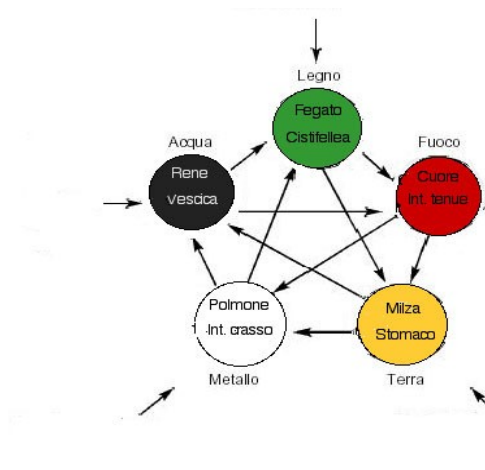 Legno
Fegato
Cistifellea
Acqua
Rene
Vescica
Fuoco
Cuore
Int. tenue
Polmone
Int. crasso
Metallo
Milza
Stomaco
Terra